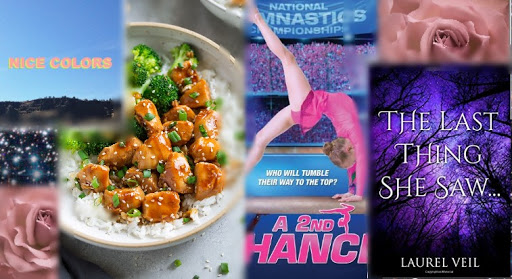 NICE COLORS
NATIONAL
GYMNASTICS
CHAMPIONSHIPS
WHO WILL TUMBLE
THEIR WAY TO THE TOP?
A 2ND
CHANCE
THE LAST
THING
SHE SAW...
LAUREL VEIL